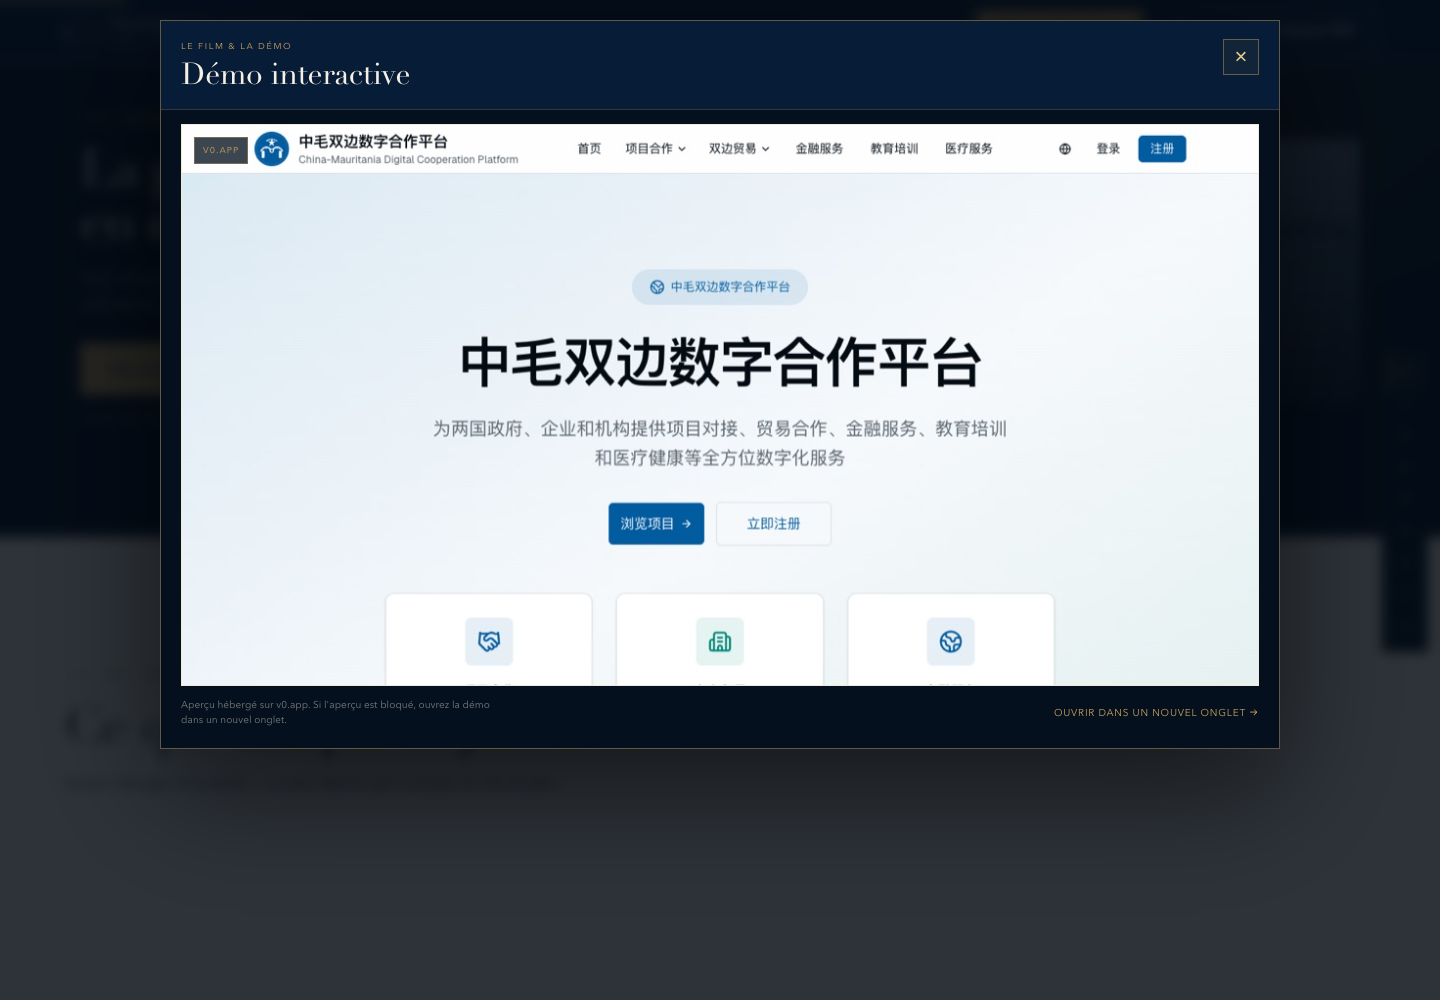 LE FILM & LA DÉMO
Démo interactive
V0.APP
中毛双边数字合作平台
China-Mauritania Digital Cooperation Platform
首页 项目合作 双边贸易 金融服务 教育培训 医疗服务 登录 注册
中毛双边数字合作平台
中毛双边数字合作平台
为两国政府、企业和机构提供项目对接、贸易合作、金融服务、教育培训
和医疗健康等全方位数字化服务
浏览项目 → 立即注册
Aperçu hébergé sur v0.app. Si l'aperçu est bloqué, ouvrez la démo
dans un nouvel onglet.
OUVRIR DANS UN NOUVEL ONGLET →